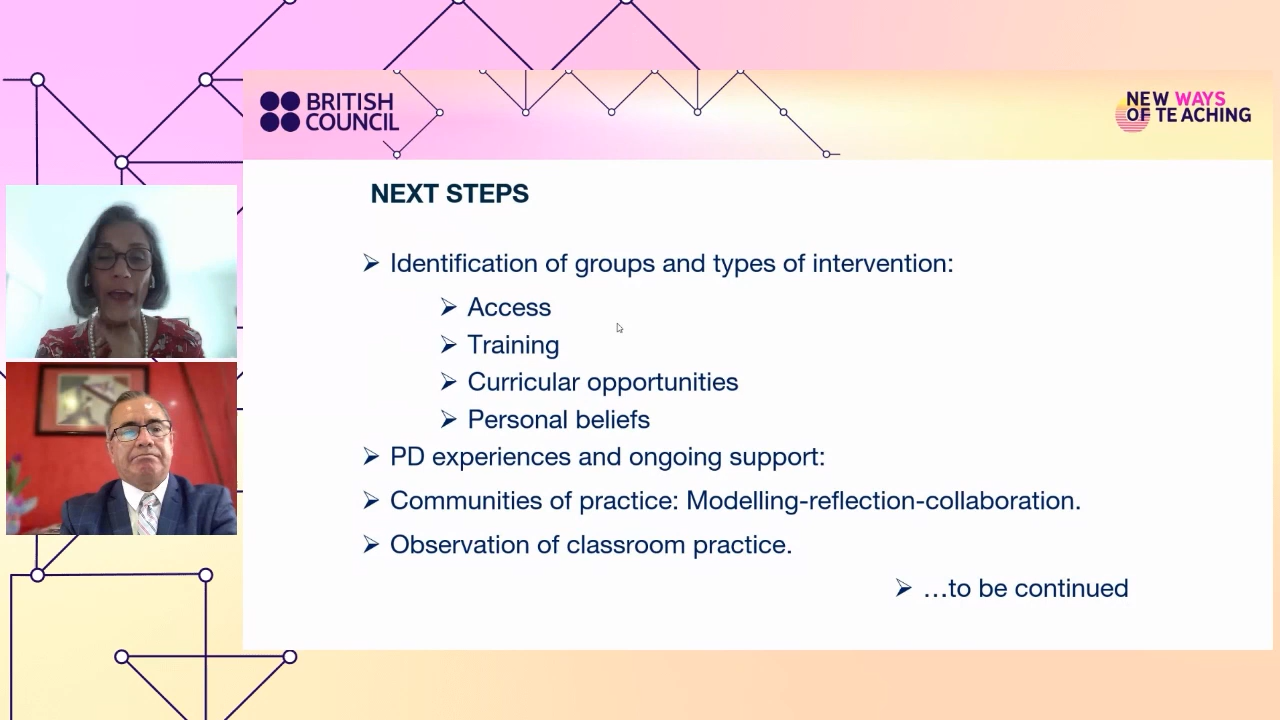 BRITISH
COUNCIL
NEW WAYS
OF TEACHING
NEXT STEPS
Identification of groups and types of intervention:
Access
Training
Curricular opportunities
Personal beliefs
PD experiences and ongoing support:
Communities of practice: Modelling-reflection-collaboration.
Observation of classroom practice.
…to be continued